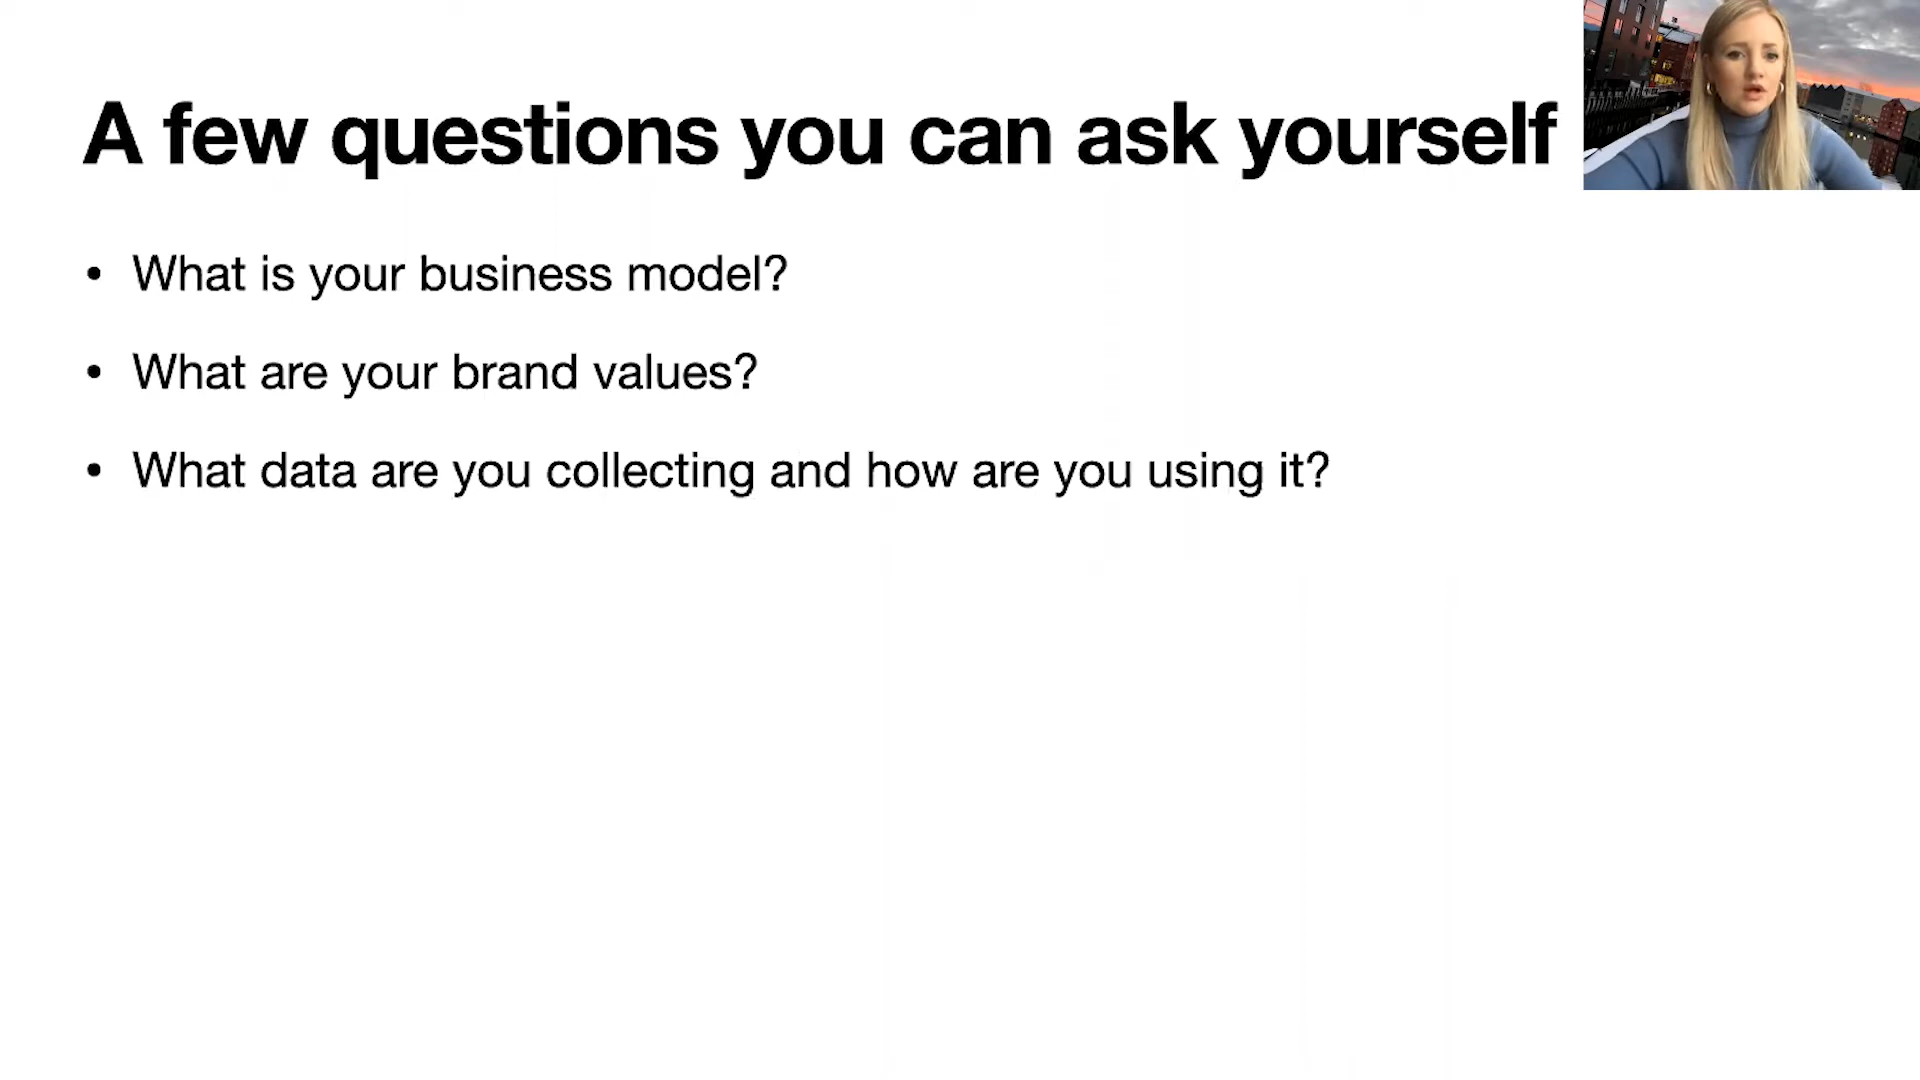 A few questions you can ask yourself
• What is your business model?
• What are your brand values?
• What data are you collecting and how are you using it?